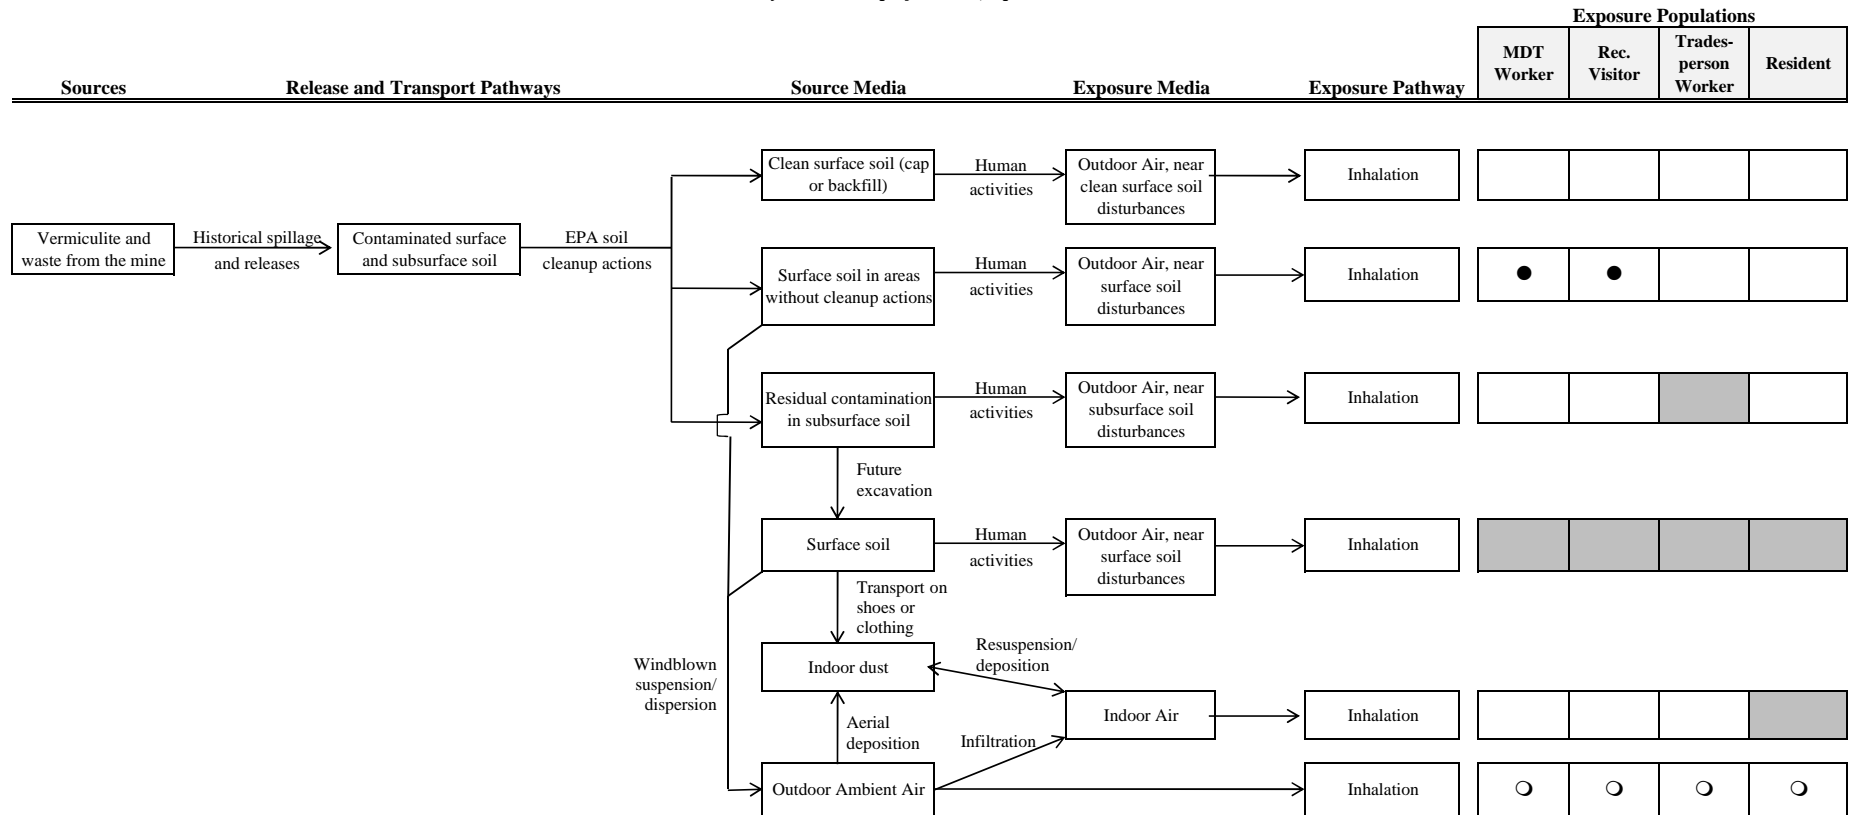 Exposure Populations
MDT
Worker
Rec.
Visitor
Trades-
person
Worker
Resident
Sources
Release and Transport Pathways
Source Media
Exposure Media
Exposure Pathway
Clean surface soil (cap
or backfill)
Human
activities
Outdoor Air, near
clean surface soil
disturbances
Inhalation
Vermiculite and
waste from the mine
Historical spillage
and releases
Contaminated surface
and subsurface soil
EPA soil
cleanup actions
Surface soil in areas
without cleanup actions
Human
activities
Outdoor Air, near
surface soil
disturbances
Inhalation
Residual contamination
in subsurface soil
Human
activities
Outdoor Air, near
subsurface soil
disturbances
Inhalation
Future
excavation
Surface soil
Human
activities
Outdoor Air, near
surface soil
disturbances
Inhalation
Transport on
shoes or
clothing
Windblown
suspension/
dispersion
Indoor dust
Resuspension/
deposition
Indoor Air
Inhalation
Aerial
deposition
Infiltration
Outdoor Ambient Air
Inhalation